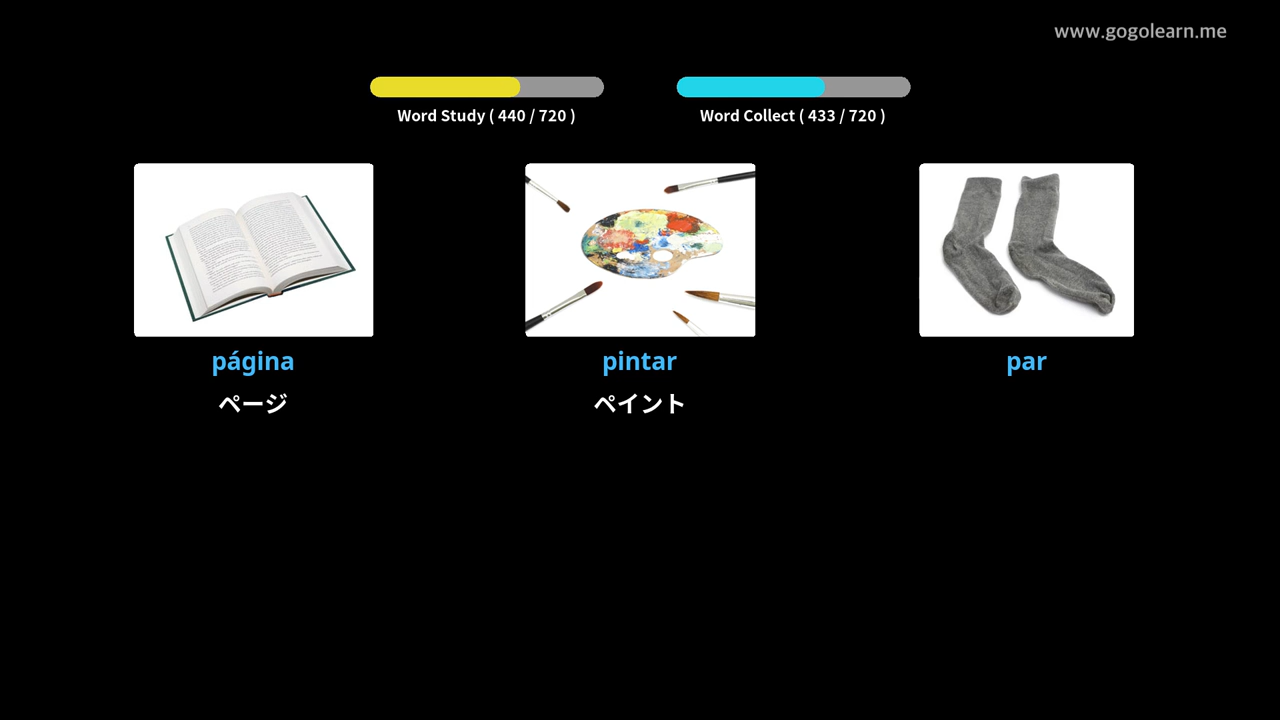 www.gogolearn.me
Word Study ( 440 / 720 )
Word Collect ( 433 / 720 )
página
pintar
par
ページ
ペイント